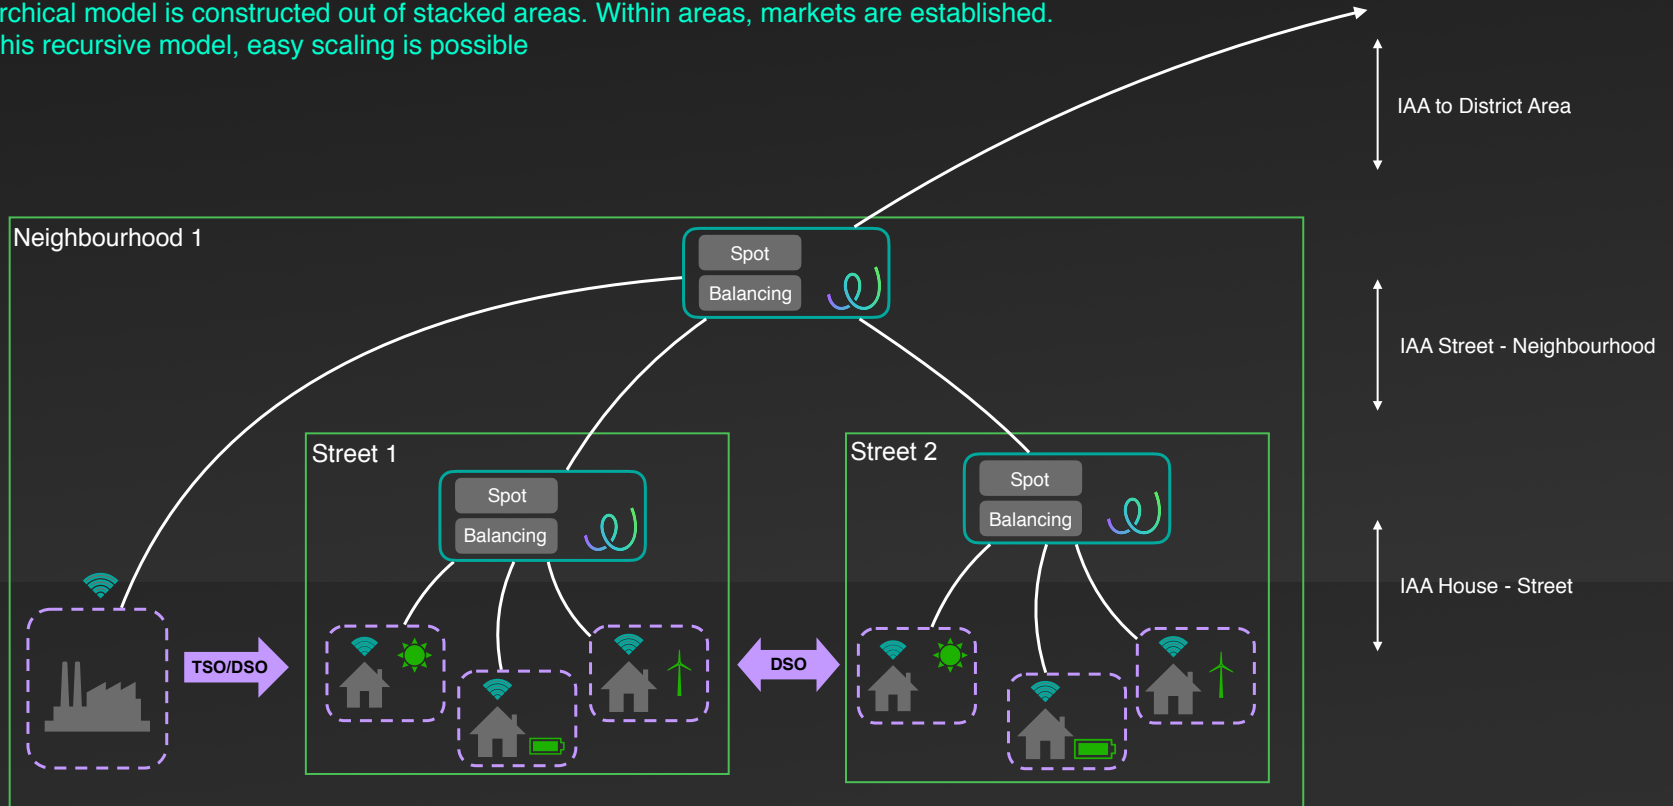 rchical model is constructed out of stacked areas. Within areas, markets are established.
his recursive model, easy scaling is possible
IAA to District Area
Neighbourhood 1
Spot
Balancing
IAA Street - Neighbourhood
Street 1
Spot
Balancing
Street 2
Spot
Balancing
IAA House - Street
TSO/DSO
DSO